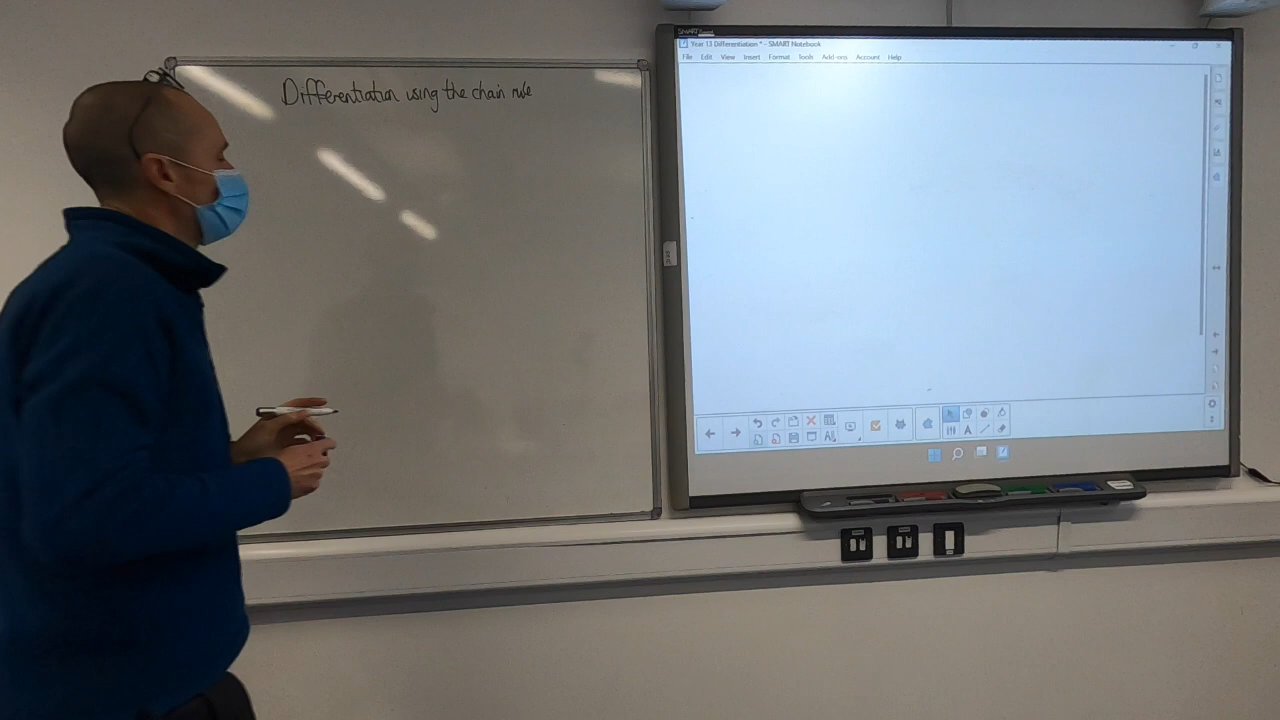 Differentiation using the chain rule
SMART
Year 13 Differentiation * - SMART Notebook
File Edit View Insert Format Tools Add-ons Account Help